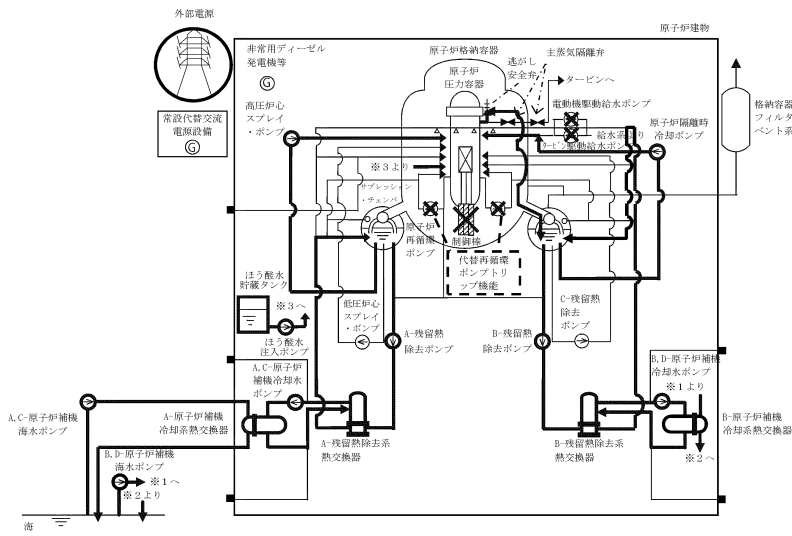 外部電源
原子炉建物
非常用ディーゼル
発電機等
G
原子炉格納容器
主蒸気隔離弁
逃がし
安全弁
タービンへ
原子炉
圧力容器
常設代替交流
電源設備
G
高圧炉心
スプレイ
・ポンプ
電動機駆動給水ポンプ
給水系より
タービン駆動給水ポンプ
原子炉隔離時
冷却ポンプ
格納容器
フィルタ
ベント系
※3より
サプレッション
・チェンバ
原子炉
再循環
ポンプ
制御棒
代替再循環
ポンプトリ
ップ機能
ほう酸水
貯蔵タンク
※3へ
ほう酸水
注入ポンプ
低圧炉心
スプレイ
・ポンプ
A-残留熱
除去ポンプ
B-残留熱
除去ポンプ
C-残留熱
除去
ポンプ
A,C-原子炉
補機冷却水
ポンプ
B,D-原子炉補機
冷却水ポンプ
※1より
A,C-原子炉補機
海水ポンプ
A-原子炉補機
冷却系熱交換器
A-残留熱除去系
熱交換器
B-残留熱除去系
熱交換器
B-原子炉補機
冷却系熱交換器
※2へ
B,D-原子炉補機
海水ポンプ
※1へ
※2より
海